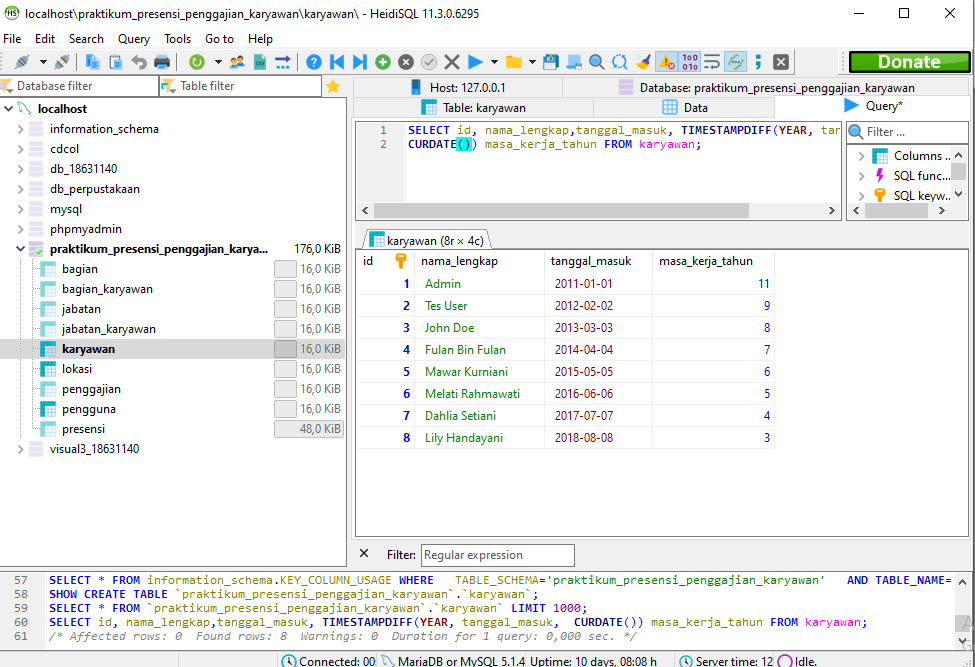 HS localhost\praktikum_presensi_penggajian_karyawan\karyawan\ - HeidiSQL 11.3.0.6295
File Edit Search Query Tools Go to Help
Donate
Database filter Table filter
Host: 127.0.0.1 Database: praktikum_presensi_penggajian_karyawan
Table: karyawan Data Query*
localhost
information_schema
cdcol
db_18631140
db_perpustakaan
mysql
phpmyadmin
praktikum_presensi_penggajian_karya... 176,0 KiB
bagian 16,0 KiB
bagian_karyawan 16,0 KiB
jabatan 16,0 KiB
jabatan_karyawan 16,0 KiB
karyawan 16,0 KiB
lokasi 16,0 KiB
penggajian 16,0 KiB
pengguna 16,0 KiB
presensi 48,0 KiB
visual3_18631140
1 SELECT id, nama_lengkap,tanggal_masuk, TIMESTAMPDIFF(YEAR, tar
2 CURDATE()) masa_kerja_tahun FROM karyawan;
Filter ...
Columns ...
SQL func...
SQL keyw...
karyawan (8r × 4c)
id nama_lengkap tanggal_masuk masa_kerja_tahun
1 Admin 2011-01-01 11
2 Tes User 2012-02-02 9
3 John Doe 2013-03-03 8
4 Fulan Bin Fulan 2014-04-04 7
5 Mawar Kurniani 2015-05-05 6
6 Melati Rahmawati 2016-06-06 5
7 Dahlia Setiani 2017-07-07 4
8 Lily Handayani 2018-08-08 3
Filter: Regular expression
57 SELECT * FROM information_schema.KEY_COLUMN_USAGE WHERE TABLE_SCHEMA='praktikum_presensi_penggajian_karyawan' AND TABLE_NAME=
58 SHOW CREATE TABLE `praktikum_presensi_penggajian_karyawan`.`karyawan`;
59 SELECT * FROM `praktikum_presensi_penggajian_karyawan`.`karyawan` LIMIT 1000;
60 SELECT id, nama_lengkap,tanggal_masuk, TIMESTAMPDIFF(YEAR, tanggal_masuk, CURDATE()) masa_kerja_tahun FROM karyawan;
61 /* Affected rows: 0 Found rows: 8 Warnings: 0 Duration for 1 query: 0,000 sec. */
Connected: 00 MariaDB or MySQL 5.1.4 Uptime: 10 days, 08:08 h Server time: 12 Idle.